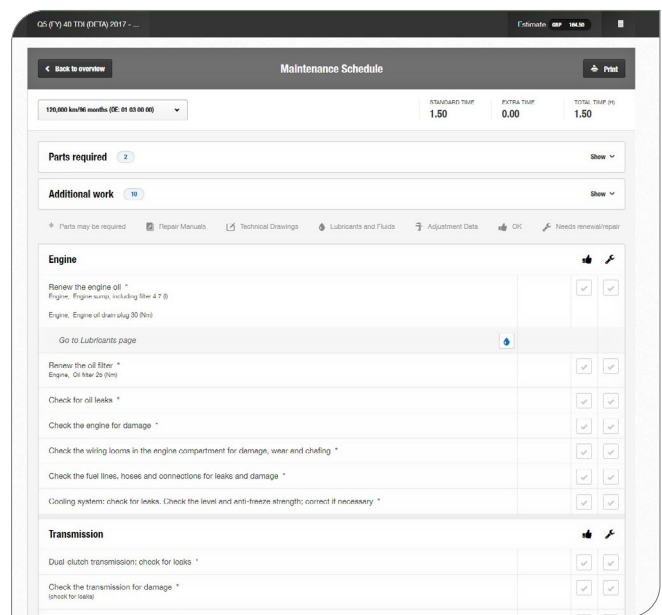 Q5 (FY) 40 TDI (DETA) 2017 - ...
Estimate GBP 164.50
Back to overview
Maintenance Schedule
Print
120,000 km/96 months (OE: 01 03 00 00)
STANDARD TIME
1.50
EXTRA TIME
0.00
TOTAL TIME (H)
1.50
Parts required 2
Show
Additional work 10
Show
* Parts may be required
Repair Manuals
Technical Drawings
Lubricants and Fluids
Adjustment Data
OK
Needs renewal/repair
Engine
Renew the engine oil *
Engine, Engine sump, including filter 4.7 (l)
Engine, Engine oil drain plug 30 (Nm)
Go to Lubricants page
Renew the oil filter *
Engine, Oil filter 25 (Nm)
Check for oil leaks *
Check the engine for damage *
Check the wiring looms in the engine compartment for damage, wear and chafing *
Check the fuel lines, hoses and connections for leaks and damage *
Cooling system: check for leaks. Check the level and anti-freeze strength; correct if necessary *
Transmission
Dual-clutch transmission: check for leaks *
Check the transmission for damage *
(check for leaks)